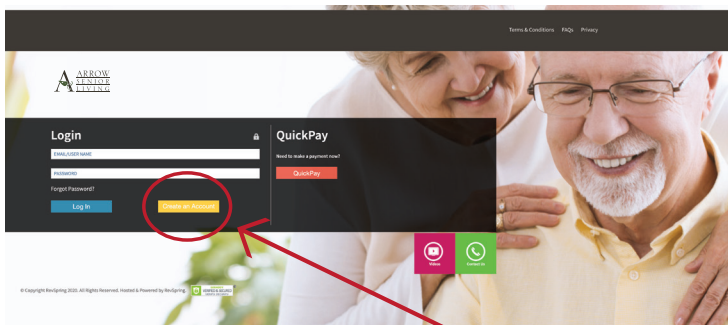 Terms & Conditions FAQs Privacy
ARROW
SENIOR
LIVING
Login
QuickPay
EMAIL/USER NAME
Need to make a payment now?
PASSWORD
QuickPay
Forgot Password?
Log In
Create an Account
Videos
Contact Us
© Copyright RevSpring 2020. All Rights Reserved. Hosted & Powered by RevSpring
VERIFIED & SECURED